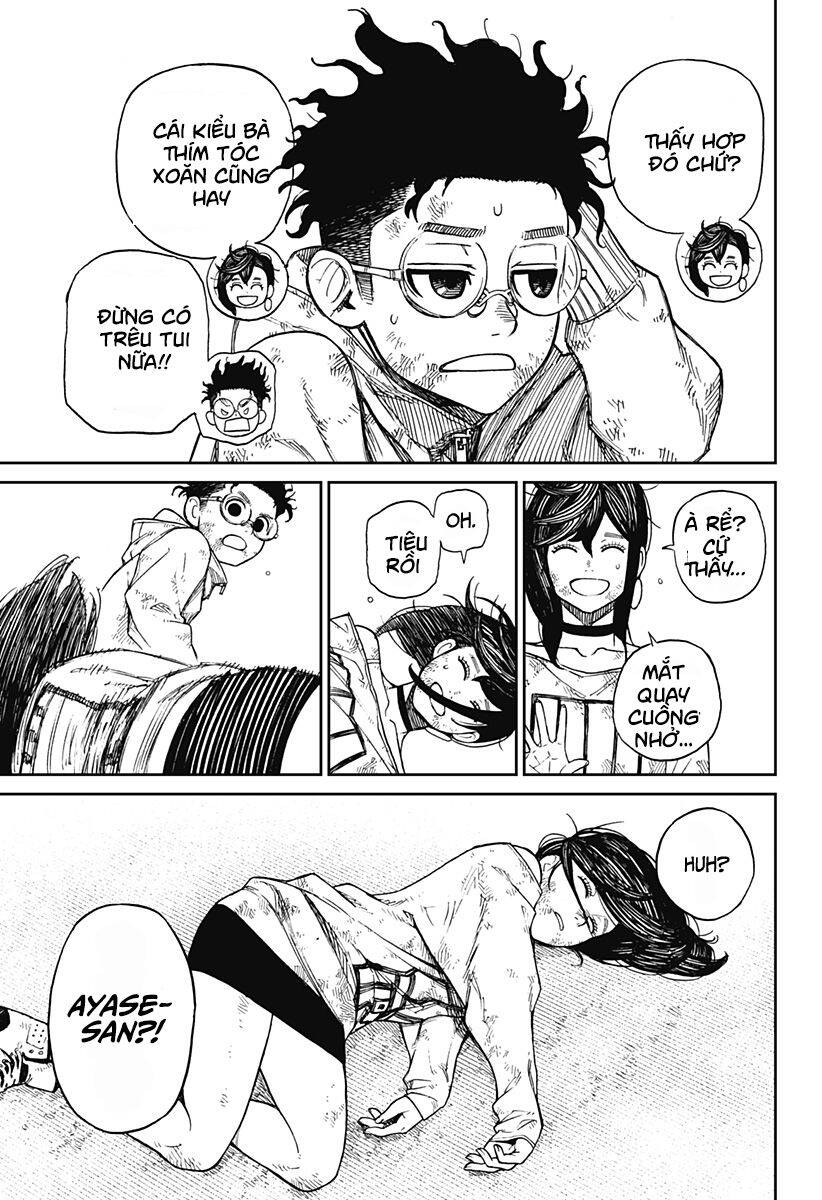 THẤY HỢP
ĐÓ CHỨ?
CÁI KIỂU BÀ
THÍM TÓC
XOĂN CŨNG
HAY
ĐỪNG CÓ
TRÊU TUI
NỮA!!
À RỂ?
CỨ
THẤY...
MẮT
QUAY
CUỒNG
NHỞ...
OH,
TIÊU
RỒI
HUH?
AYASE-
SAN?!